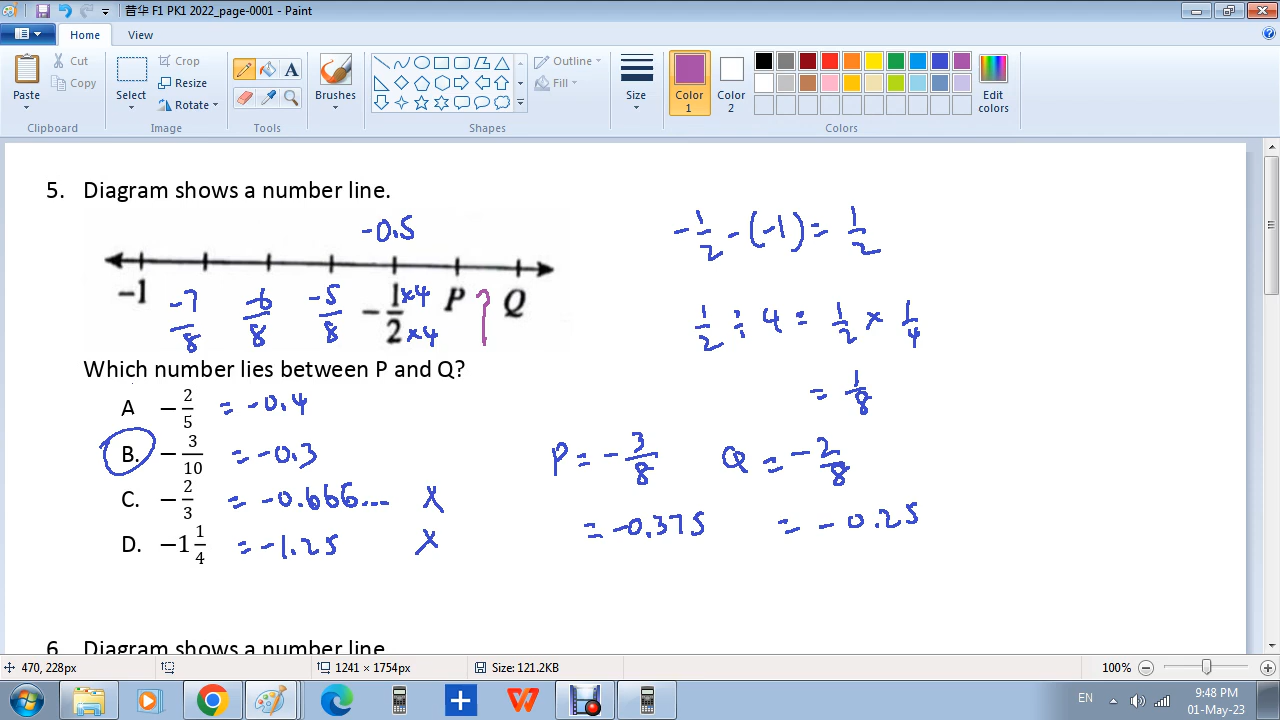 昔华 F1 PK1 2022_page-0001 - Paint
Home View
Paste
Cut
Copy
Clipboard
Select
Crop
Resize
Rotate
Image
A
Tools
Brushes
Outline
Fill
Shapes
Size
Color 1
Color 2
Edit colors
Colors
5. Diagram shows a number line.
-0.5
-1 -7/8 -6/8 -5/8 -1×4/2×4 P ? Q
Which number lies between P and Q?
A -2/5 = -0.4
B. -3/10 = -0.3
C. -2/3 = -0.666... X
D. -1 1/4 = -1.25 X
-1/2 - (-1) = 1/2
1/2 ÷ 4 = 1/2 × 1/4
= 1/8
P = -3/8 Q = -2/8
= -0.375 = -0.25
6. Diagram shows a number line
470, 228px
1241 × 1754px
Size: 121.2KB
100%
EN
9:48 PM
01-May-23